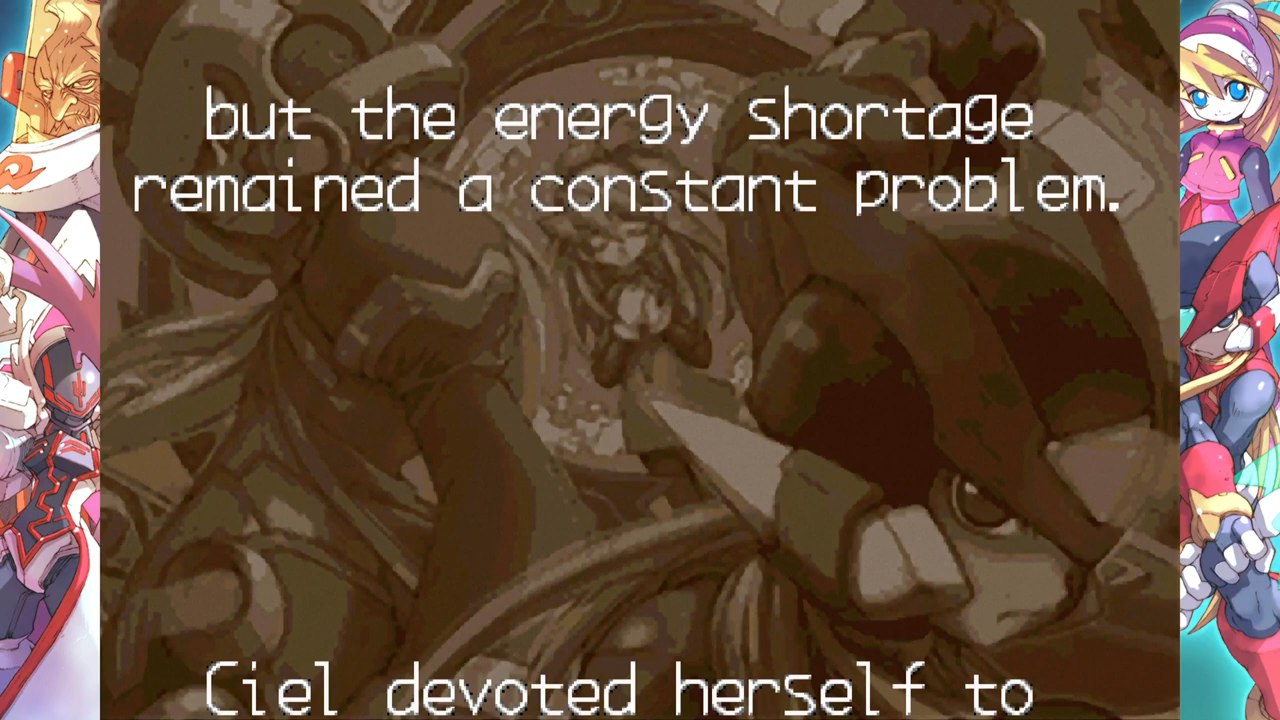 but the energy shortage
remained a constant problem.
Ciel devoted herself to